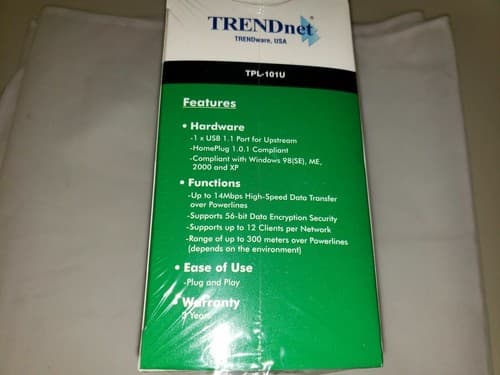 TRENDnet®
TRENDware, USA
TPL-101U
Features
• Hardware
-1 x USB 1.1 Port for Upstream
-HomePlug 1.0.1 Compliant
-Compliant with Windows 98(SE), ME,
2000 and XP
• Functions
-Up to 14Mbps High-Speed Data Transfer
over Powerlines
-Supports 56-bit Data Encryption Security
-Supports up to 12 Clients per Network
-Range of up to 300 meters over Powerlines
(depends on the environment)
• Ease of Use
-Plug and Play
• Warranty
Years